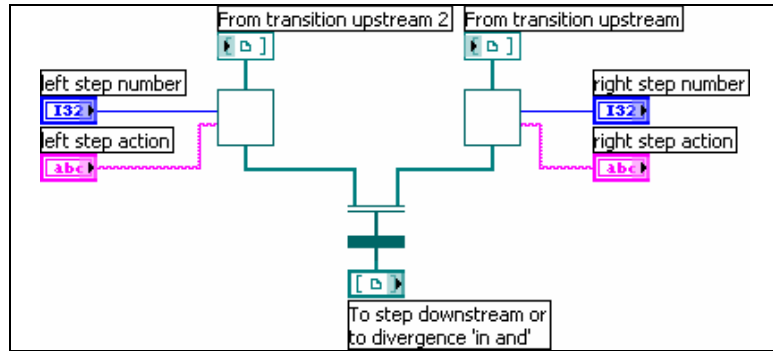 From transition upstream 2
From transition upstream
left step number
right step number
I32
I32
left step action
right step action
abc
abc
To step downstream or
to divergence 'in and'